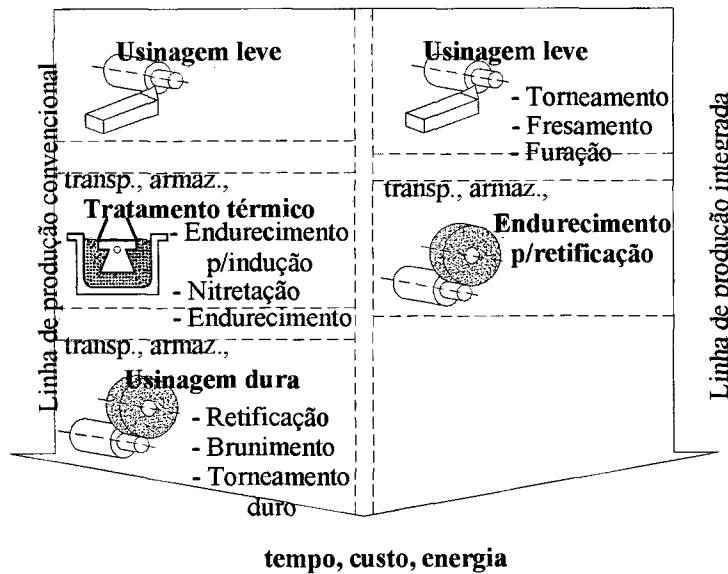 Linha de produção convencional
Usinagem leve
transp., armaz.,
Tratamento térmico
- Endurecimento
p/indução
- Nitretação
- Endurecimento
transp., armaz.,
Usinagem dura
- Retificação
- Brunimento
- Torneamento
duro
Usinagem leve
- Torneamento
- Fresamento
- Furação
transp., armaz.,
Endurecimento
p/retificação
Linha de produção integrada
tempo, custo, energia